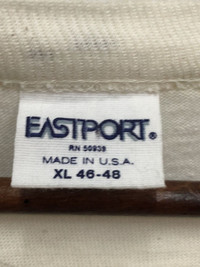 EASTPORT®
RN 50939
MADE IN U.S.A.
XL 46-48